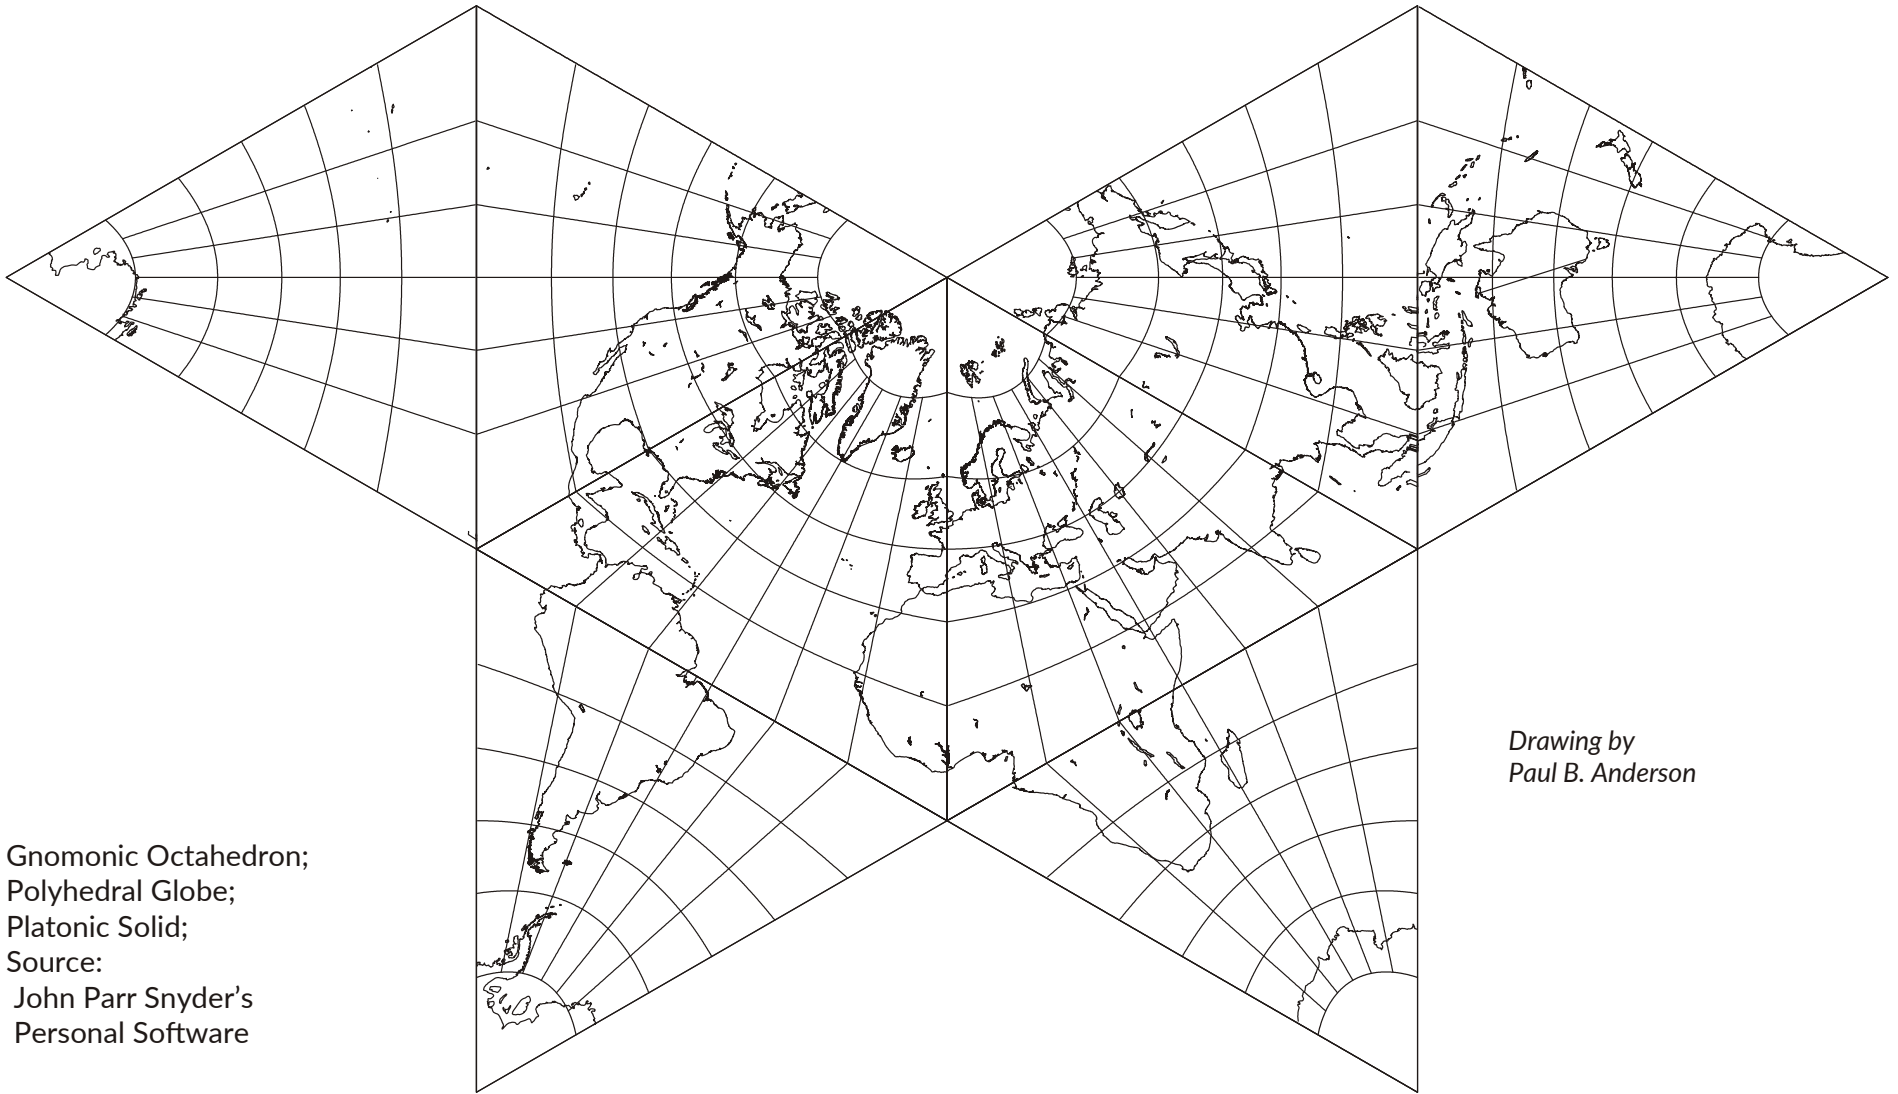 Drawing by
Paul B. Anderson
Gnomonic Octahedron;
Polyhedral Globe;
Platonic Solid;
Source:
John Parr Snyder’s
Personal Software